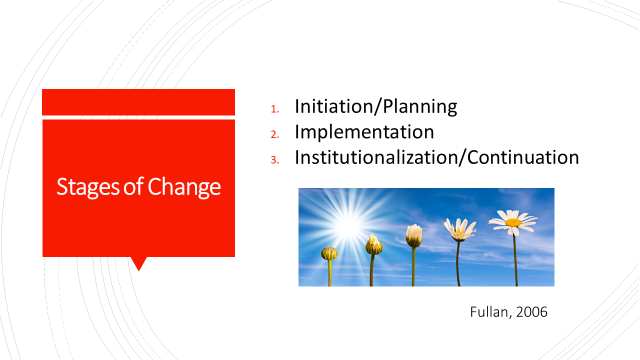 Stages of Change
1. Initiation/Planning
2. Implementation
3. Institutionalization/Continuation
Fullan, 2006